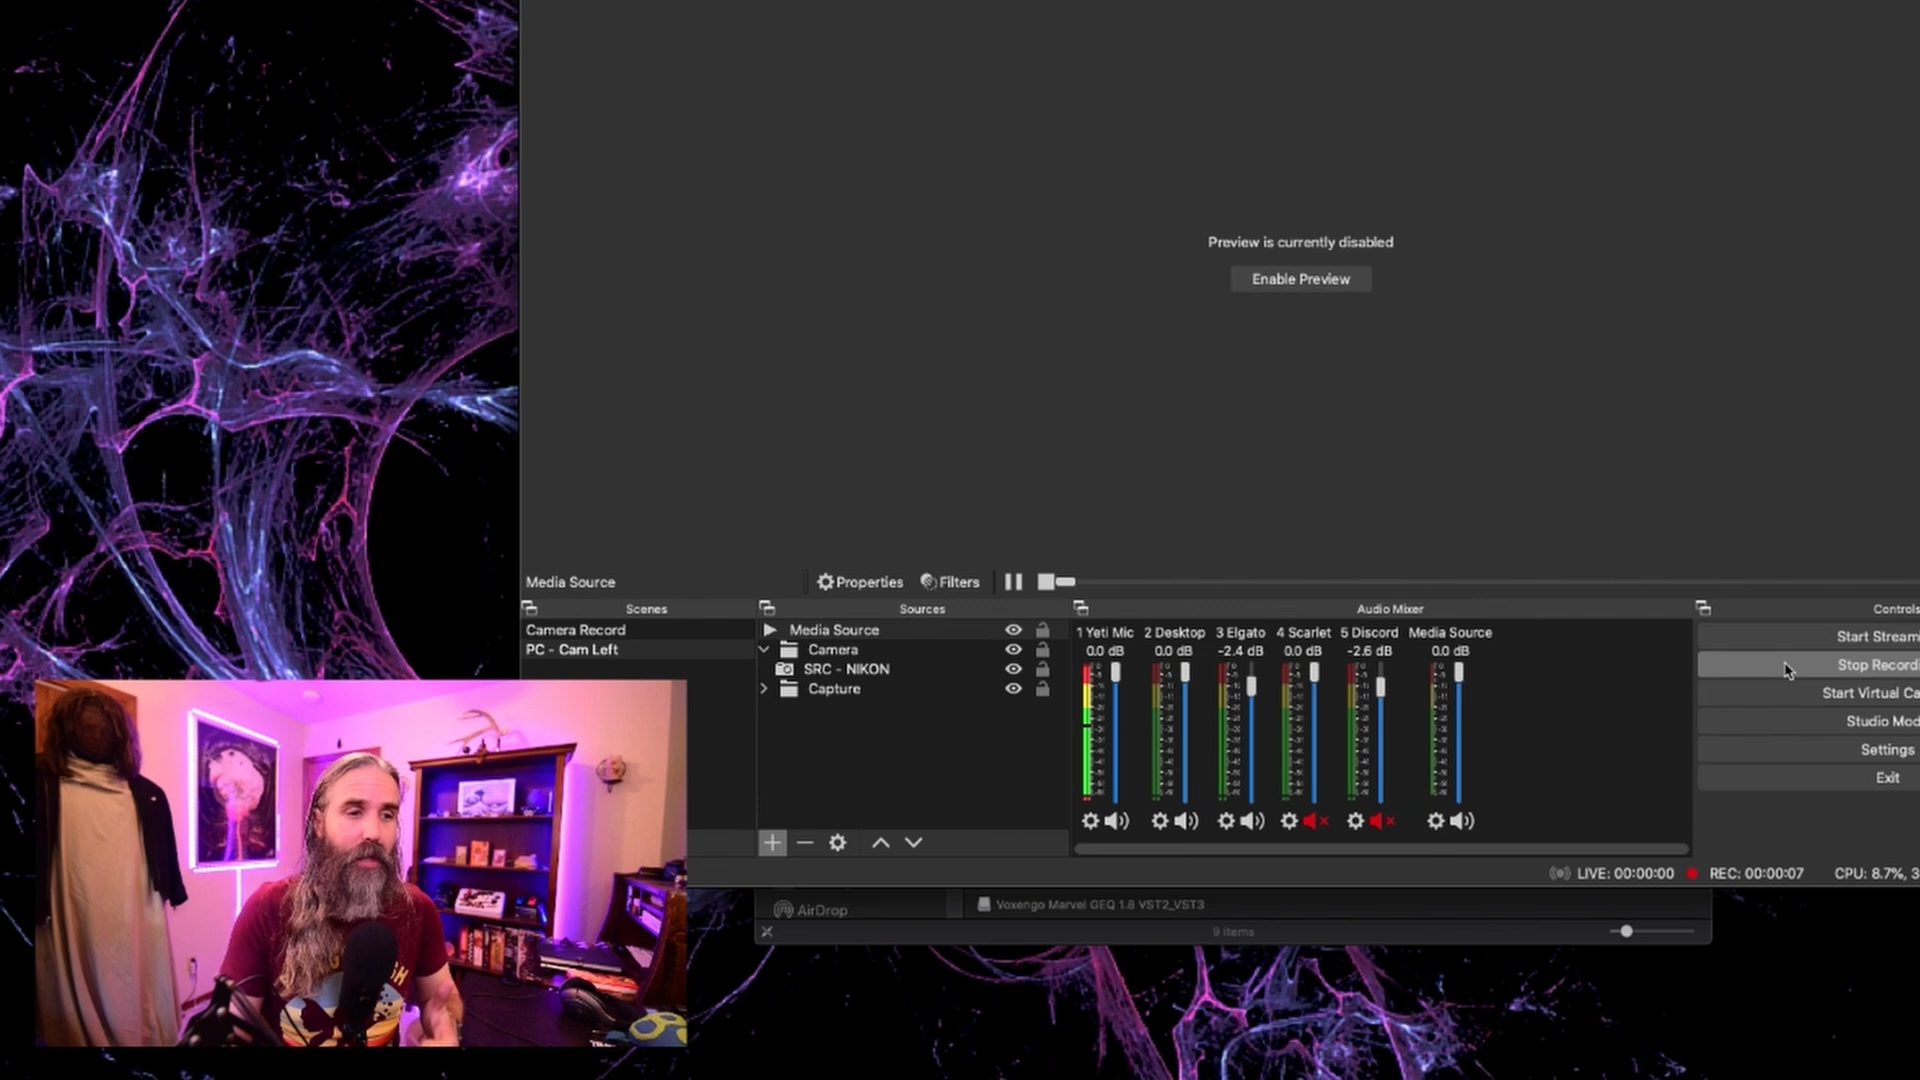 Preview is currently disabled
Enable Preview
Media Source
Properties
Filters
Scenes
Sources
Audio Mixer
Controls
Camera Record
PC - Cam Left
Media Source
Camera
SRC - NIKON
Capture
1 Yeti Mic
2 Desktop
3 Elgato
4 Scarlet
5 Discord
Media Source
0.0 dB
0.0 dB
-2.4 dB
0.0 dB
-2.6 dB
0.0 dB
Start Streami
Stop Recordi
Start Virtual Ca
Studio Mod
Settings
Exit
LIVE: 00:00:00
REC: 00:00:07
CPU: 8.7%, 3
AirDrop
Voxengo Marvel GEQ 1.8 VST2_VST3
9 items